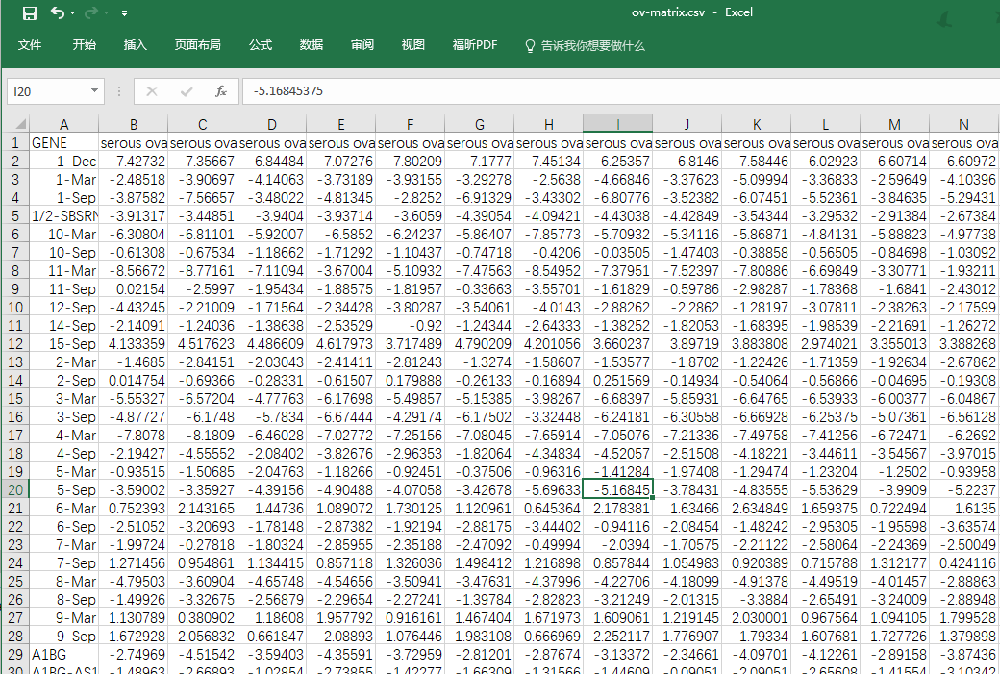 ov-matrix.csv - Excel
文件 开始 插入 页面布局 公式 数据 审阅 视图 福昕PDF 告诉我你想要做什么
I20 fx -5.16845375
A B C D E F G H I J K L M N
1 GENE serous ova serous ova serous ova serous ova serous ova serous ova serous ova serous ova serous ova serous ova serous ova serous ova serous ova
2 1-Dec -7.42732 -7.35667 -6.84484 -7.07276 -7.80209 -7.1777 -7.45134 -6.25357 -6.8146 -7.58446 -6.02923 -6.60714 -6.60972
3 1-Mar -2.48518 -3.90697 -4.14063 -3.73189 -3.93155 -3.29278 -2.5638 -4.66846 -3.37623 -5.09994 -3.36833 -2.59649 -4.10396
4 1-Sep -3.87582 -7.56657 -3.48022 -4.81345 -2.8252 -6.91329 -3.43302 -6.80776 -3.52382 -6.07451 -5.52361 -3.84635 -5.29431
5 1/2-SBSRN -3.91317 -3.44851 -3.9404 -3.93714 -3.6059 -4.39054 -4.09421 -4.43038 -4.42849 -3.54344 -3.29532 -2.91384 -2.67384
6 10-Mar -6.30804 -6.81101 -5.92007 -6.5852 -6.24237 -5.86407 -7.85773 -5.70932 -5.34116 -5.86871 -4.84131 -5.88823 -4.97738
7 10-Sep -0.61308 -0.67534 -1.18662 -1.71292 -1.10437 -0.74718 -0.4206 -0.03505 -1.47403 -0.38858 -0.56505 -0.84698 -1.03092
8 11-Mar -8.56672 -8.77161 -7.11094 -3.67004 -5.10932 -7.47563 -8.54952 -7.37951 -7.52397 -7.80886 -6.69849 -3.30771 -1.93211
9 11-Sep 0.02154 -2.5997 -1.95434 -1.88575 -1.81957 -0.33663 -3.55701 -1.61829 -0.59786 -2.98287 -1.78368 -1.6841 -2.43012
10 12-Sep -4.43245 -2.21009 -1.71564 -2.34428 -3.80287 -3.54061 -4.0143 -2.88262 -2.2862 -1.28197 -3.07811 -2.38263 -2.17599
11 14-Sep -2.14091 -1.24036 -1.38638 -2.53529 -0.92 -1.24344 -2.64333 -1.38252 -1.82053 -1.68395 -1.98539 -2.21691 -1.26272
12 15-Sep 4.133359 4.517623 4.486609 4.617973 3.717489 4.790209 4.201056 3.660237 3.89719 3.883808 2.974021 3.355013 3.388268
13 2-Mar -1.4685 -2.84151 -2.03043 -2.41411 -2.81243 -1.3274 -1.58607 -1.53577 -1.8702 -1.22426 -1.71359 -1.92634 -2.67862
14 2-Sep 0.014754 -0.69366 -0.28331 -0.61507 0.179888 -0.26133 -0.16894 0.251569 -0.14934 -0.54064 -0.56866 -0.04695 -0.19308
15 3-Mar -5.55327 -6.57204 -4.77763 -6.17698 -5.49857 -5.15385 -3.98267 -6.68397 -5.85931 -6.64765 -6.53933 -6.00377 -6.04867
16 3-Sep -4.87727 -6.1748 -5.7834 -6.67444 -4.29174 -6.17502 -3.32448 -6.24181 -6.30558 -6.66928 -6.25375 -5.07361 -6.56128
17 4-Mar -7.8078 -8.1809 -6.46028 -7.02772 -7.25156 -7.08045 -7.65914 -7.05076 -7.21336 -7.49758 -7.41256 -6.72471 -6.2692
18 4-Sep -2.19427 -4.55552 -2.08402 -3.82676 -2.96353 -1.82064 -4.34834 -4.52057 -2.51508 -4.18221 -3.44611 -3.54567 -3.97015
19 5-Mar -0.93515 -1.50685 -2.04763 -1.18266 -0.92451 -0.37506 -0.96316 -1.41284 -1.97408 -1.29474 -1.23204 -1.2502 -0.93958
20 5-Sep -3.59002 -3.35927 -4.39156 -4.90488 -4.07058 -3.42678 -5.69633 -5.16845 -3.78431 -4.83555 -5.53629 -3.9909 -5.2237
21 6-Mar 0.752393 2.143165 1.44736 1.089072 1.730125 1.120961 0.645364 2.178381 1.63466 2.634849 1.659375 0.722494 1.6135
22 6-Sep -2.51052 -3.20693 -1.78148 -2.87382 -1.92194 -2.88175 -3.44402 -0.94116 -2.08454 -1.48242 -2.95305 -1.95598 -3.63574
23 7-Mar -1.99724 -0.27818 -1.80324 -2.85955 -2.35188 -2.47092 -0.49994 -2.0394 -1.70575 -2.11122 -2.58064 -2.24369 -2.50049
24 7-Sep 1.271456 0.954861 1.134415 0.857118 1.326036 1.498412 1.216898 0.857844 1.054983 0.920389 0.715788 1.312177 0.424116
25 8-Mar -4.79503 -3.60904 -4.65748 -4.54656 -3.50941 -3.47631 -4.37996 -4.22706 -4.18099 -4.91378 -4.49519 -4.01457 -2.88863
26 8-Sep -1.49926 -3.32675 -2.56879 -2.29654 -2.27241 -1.39784 -2.82823 -3.21249 -2.01315 -3.3884 -2.65491 -3.24009 -2.88948
27 9-Mar 1.130789 0.380902 1.18608 1.957792 0.916161 1.467404 1.671973 1.609061 1.219145 2.030001 0.967564 1.094105 1.799528
28 9-Sep 1.672928 2.056832 0.661847 2.08893 1.076446 1.983108 0.666969 2.252117 1.776907 1.79334 1.607681 1.727726 1.379898
29 A1BG -2.74969 -4.51542 -3.59403 -4.35591 -3.72959 -2.81201 -2.87674 -3.13372 -2.34661 -4.09701 -4.12261 -2.89158 -3.87436
30 A1BG-AS1 -1.48963 -2.66893 -1.02854 -2.73855 -1.42277 -1.66309 -1.31566 -1.44609 -0.09051 -2.09051 -2.65608 -1.41554 -3.10342